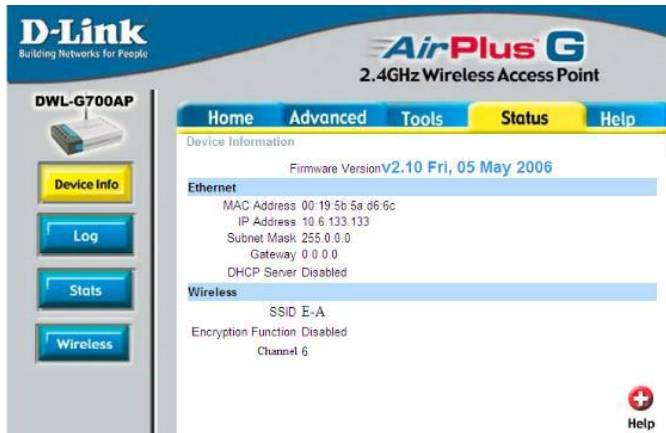 D-Link
Building Networks for People
AirPlus G
2.4GHz Wireless Access Point
DWL-G700AP
Home Advanced Tools Status Help
Device Information
Firmware Version v2.10 Fri, 05 May 2006
Device Info
Ethernet
MAC Address 00:19:5b:5a:d6:6c
IP Address 10.6.133.133
Subnet Mask 255.0.0.0
Gateway 0.0.0.0
DHCP Server Disabled
Log
Stats
Wireless
SSID E-A
Encryption Function Disabled
Channel 6
Wireless
Help